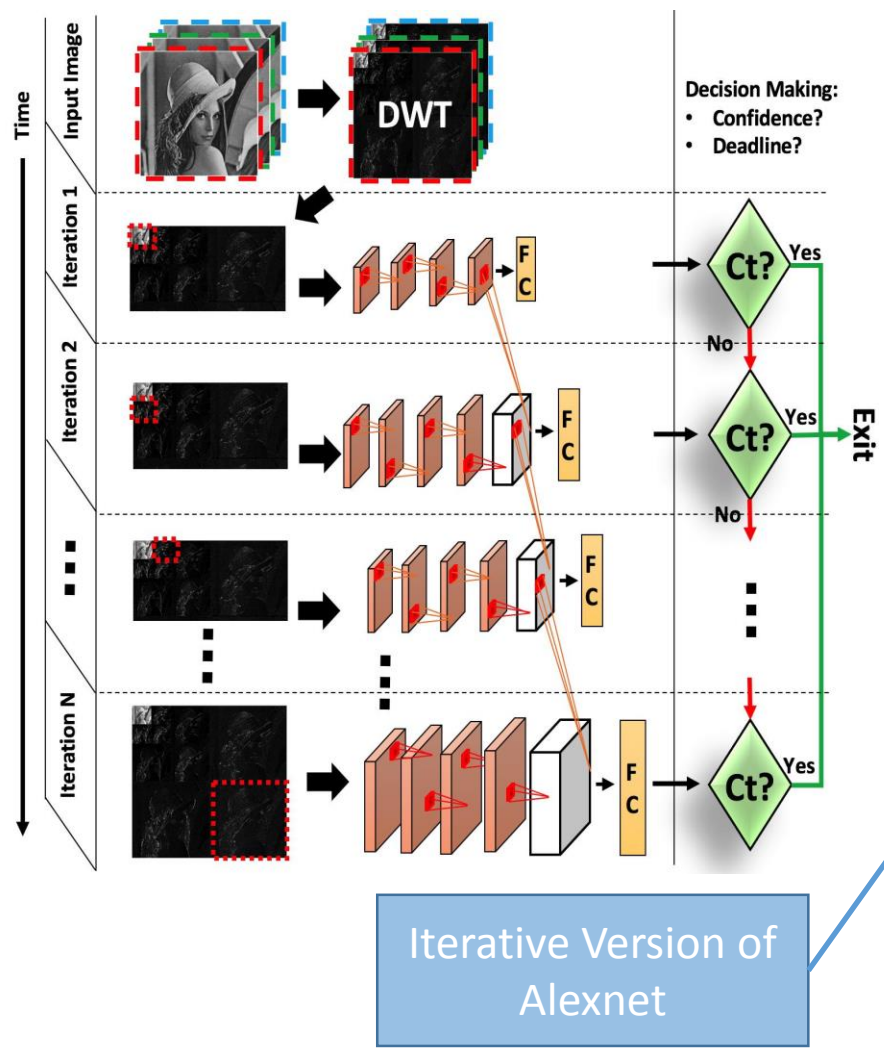 Time
Input Image
DWT
Decision Making:
• Confidence?
• Deadline?
Iteration 1
F
C
Ct?
Yes
No
Iteration 2
F
C
Ct?
Yes
Exit
No
F
C
Iteration N
F
C
Ct?
Yes
Iterative Version of
Alexnet